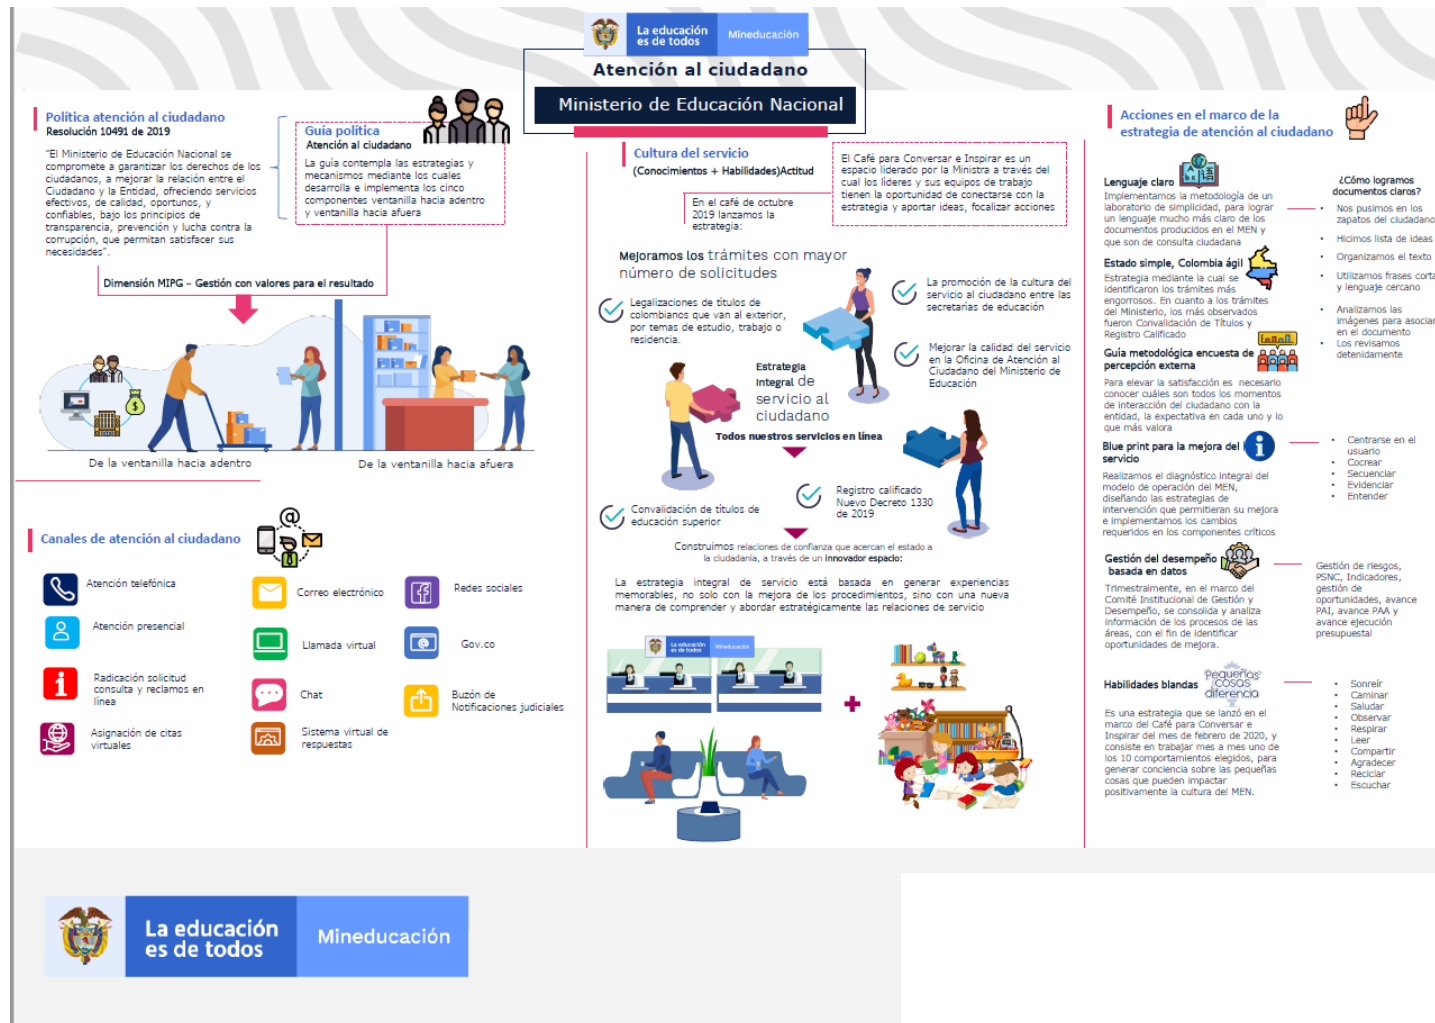 La educación
es de todos
Mineducación
Atención al ciudadano
Ministerio de Educación Nacional
Política atención al ciudadano
Resolución 10491 de 2019
“El Ministerio de Educación Nacional se
compromete a garantizar los derechos de los
ciudadanos, a mejorar la relación entre el
Ciudadano y la Entidad, ofreciendo servicios
efectivos, de calidad, oportunos, y
confiables, bajo los principios de
transparencia, prevención y lucha contra la
corrupción, que permitan satisfacer sus
necesidades”.
Guía política
Atención al ciudadano
La guía contempla las estrategias y
mecanismos mediante los cuales
desarrolla e implementa los cinco
componentes ventanilla hacia adentro
y ventanilla hacia afuera
Dimensión MIPG – Gestión con valores para el resultado
De la ventanilla hacia adentro
De la ventanilla hacia afuera
Canales de atención al ciudadano
Atención telefónica
Atención presencial
Radicación solicitud
consulta y reclamos en
línea
Asignación de citas
virtuales
Correo electrónico
Llamada virtual
Chat
Sistema virtual de
respuestas
Redes sociales
Gov.co
Buzón de
Notificaciones judiciales
Cultura del servicio
(Conocimientos + Habilidades)Actitud
En el café de octubre
2019 lanzamos la
estrategia:
El Café para Conversar e Inspirar es un
espacio liderado por la Ministra a través del
cual los líderes y sus equipos de trabajo
tienen la oportunidad de conectarse con la
estrategia y aportar ideas, focalizar acciones
Mejoramos los trámites con mayor
número de solicitudes
Legalizaciones de títulos de
colombianos que van al exterior,
por temas de estudio, trabajo o
residencia.
La promoción de la cultura del
servicio al ciudadano entre las
secretarias de educación
Mejorar la calidad del servicio
en la Oficina de Atención al
Ciudadano del Ministerio de
Educación
Estrategia
Integral de
servicio al
ciudadano
Todos nuestros servicios en línea
Convalidación de títulos de
educación superior
Registro calificado
Nuevo Decreto 1330
de 2019
Construimos relaciones de confianza que acercan el estado a
la ciudadanía, a través de un innovador espacio:
La estrategia integral de servicio está basada en generar experiencias
memorables, no solo con la mejora de los procedimientos, sino con una nueva
manera de comprender y abordar estratégicamente las relaciones de servicio
La educación
es de todos
Mineducación
Acciones en el marco de la
estrategia de atención al ciudadano
Lenguaje claro
Implementamos la metodología de un
laboratorio de simplicidad, para lograr
un lenguaje mucho más claro de los
documentos producidos en el MEN y
que son de consulta ciudadana
¿Cómo logramos
documentos claros?
• Nos pusimos en los
zapatos del ciudadano
• Hicimos lista de ideas
• Organizamos el texto
• Utilizamos frases corta
y lenguaje cercano
• Analizamos las
imágenes para asociar
en el documento
• Los revisamos
detenidamente
Estado simple, Colombia ágil
Estrategia mediante la cual se
identificaron los trámites más
engorrosos. En cuanto a los trámites
del Ministerio, los más observados
fueron Convalidación de Títulos y
Registro Calificado
Guía metodológica encuesta de
percepción externa
Para elevar la satisfacción es necesario
conocer cuáles son todos los momentos
de interacción del ciudadano con la
entidad, la expectativa en cada uno y lo
que más valora
Blue print para la mejora del
servicio
Realizamos el diagnóstico integral del
modelo de operación del MEN,
diseñando las estrategias de
intervención que permitieran su mejora
e implementamos los cambios
requeridos en los componentes críticos
• Centrarse en el
usuario
• Cocrear
• Secuenciar
• Evidenciar
• Entender
Gestión del desempeño
basada en datos
Trimestralmente, en el marco del
Comité Institucional de Gestión y
Desempeño, se consolida y analiza
información de los procesos de las
áreas, con el fin de identificar
oportunidades de mejora.
Gestión de riesgos,
PSNC, Indicadores,
gestión de
oportunidades, avance
PAI, avance PAA y
avance ejecución
presupuestal
Habilidades blandas
Pequeñas
cosas
diferencia
Es una estrategia que se lanzó en el
marco del Café para Conversar e
Inspirar del mes de febrero de 2020, y
consiste en trabajar mes a mes uno de
los 10 comportamientos elegidos, para
generar conciencia sobre las pequeñas
cosas que pueden impactar
positivamente la cultura del MEN.
• Sonreír
• Caminar
• Saludar
• Observar
• Respirar
• Leer
• Compartir
• Agradecer
• Reciclar
• Escuchar
La educación
es de todos
Mineducación